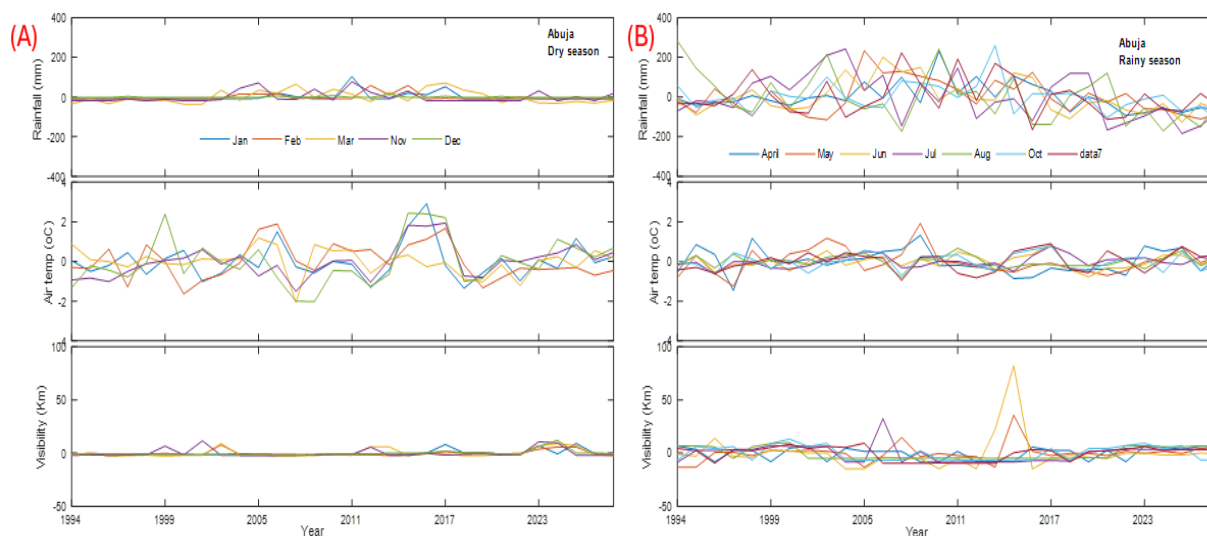 (A)
400
200
0
-200
-400
Rainfall (mm)
Abuja
Dry season
Jan Feb Mar Nov Dec
4
2
0
-2
-4
Air temp (oC)
100
50
0
-50
Visibility (Km)
1994 1999 2005 2011 2017 2023
Year
(B)
400
200
0
-200
-400
Rainfall (mm)
Abuja
Rainy season
April May Jun Jul Aug Oct data7
4
2
0
-2
-4
Air temp (oC)
100
50
0
-50
Visibility (Km)
1994 1999 2005 2011 2017 2023
Year